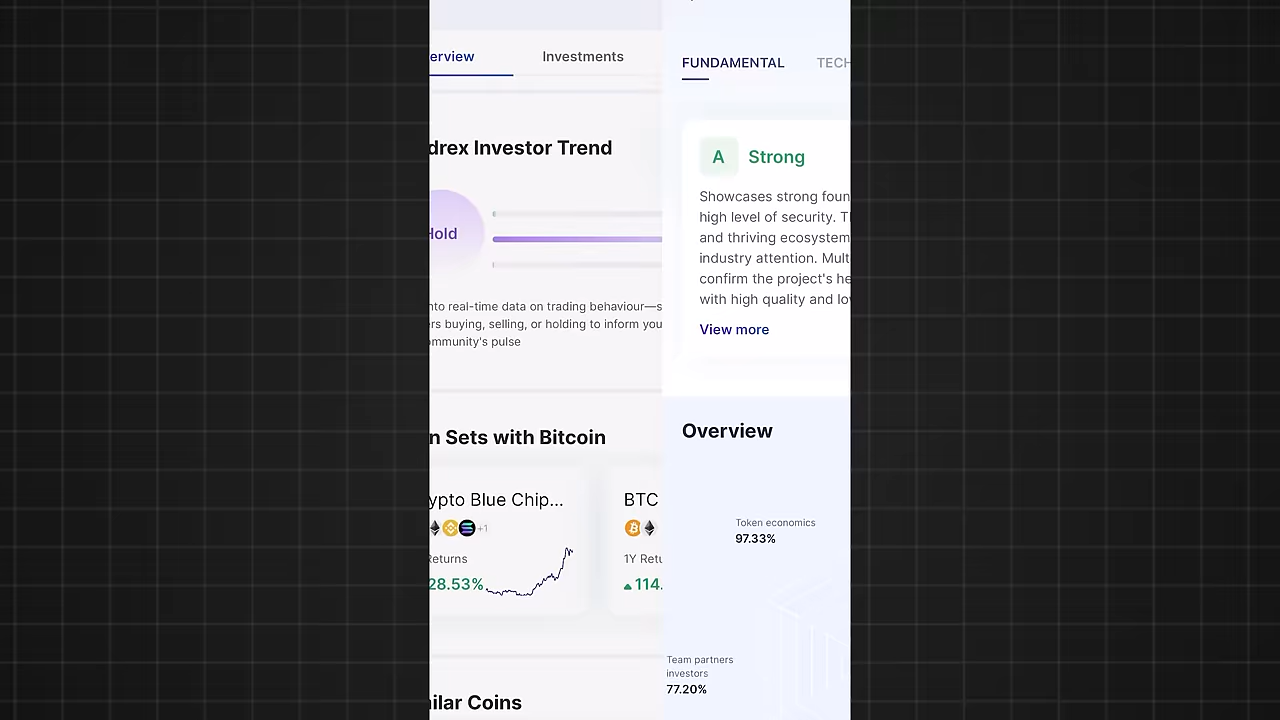 erview
Investments
drex Investor Trend
Hold
nto real-time data on trading behaviour—s
rs buying, selling, or holding to inform you
ommunity's pulse
n Sets with Bitcoin
ypto Blue Chip...
+1
Returns
28.53%
BTC
1Y Retu
114.
ilar Coins
FUNDAMENTAL
TECH
A
Strong
Showcases strong foun
high level of security. T
and thriving ecosystem
industry attention. Mult
confirm the project's he
with high quality and lo
View more
Overview
Token economics
97.33%
Team partners
investors
77.20%